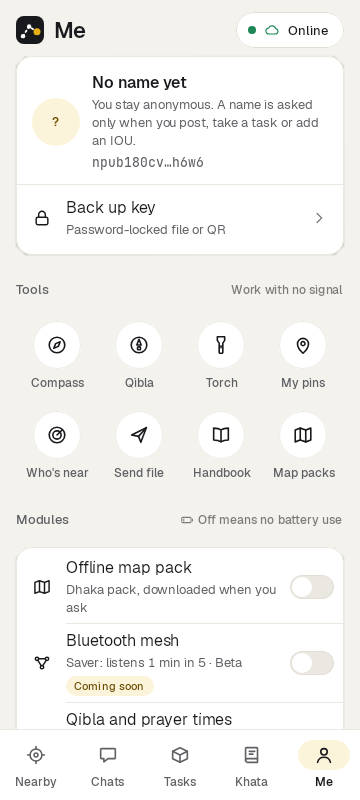 Me
Online
No name yet
You stay anonymous. A name is asked
only when you post, take a task or add
an IOU.
npub180cv…h6w6
?
Back up key
Password-locked file or QR
Tools
Work with no signal
Compass
Qibla
Torch
My pins
Who's near
Send file
Handbook
Map packs
Modules
Off means no battery use
Offline map pack
Dhaka pack, downloaded when you
ask
Bluetooth mesh
Saver: listens 1 min in 5 · Beta
Coming soon
Qibla and prayer times
Nearby
Chats
Tasks
Khata
Me